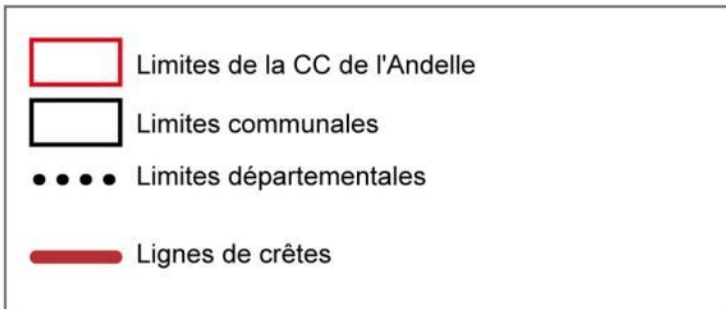 Limites de la CC de l'Andelle
Limites communales
Limites départementales
Lignes de crêtes